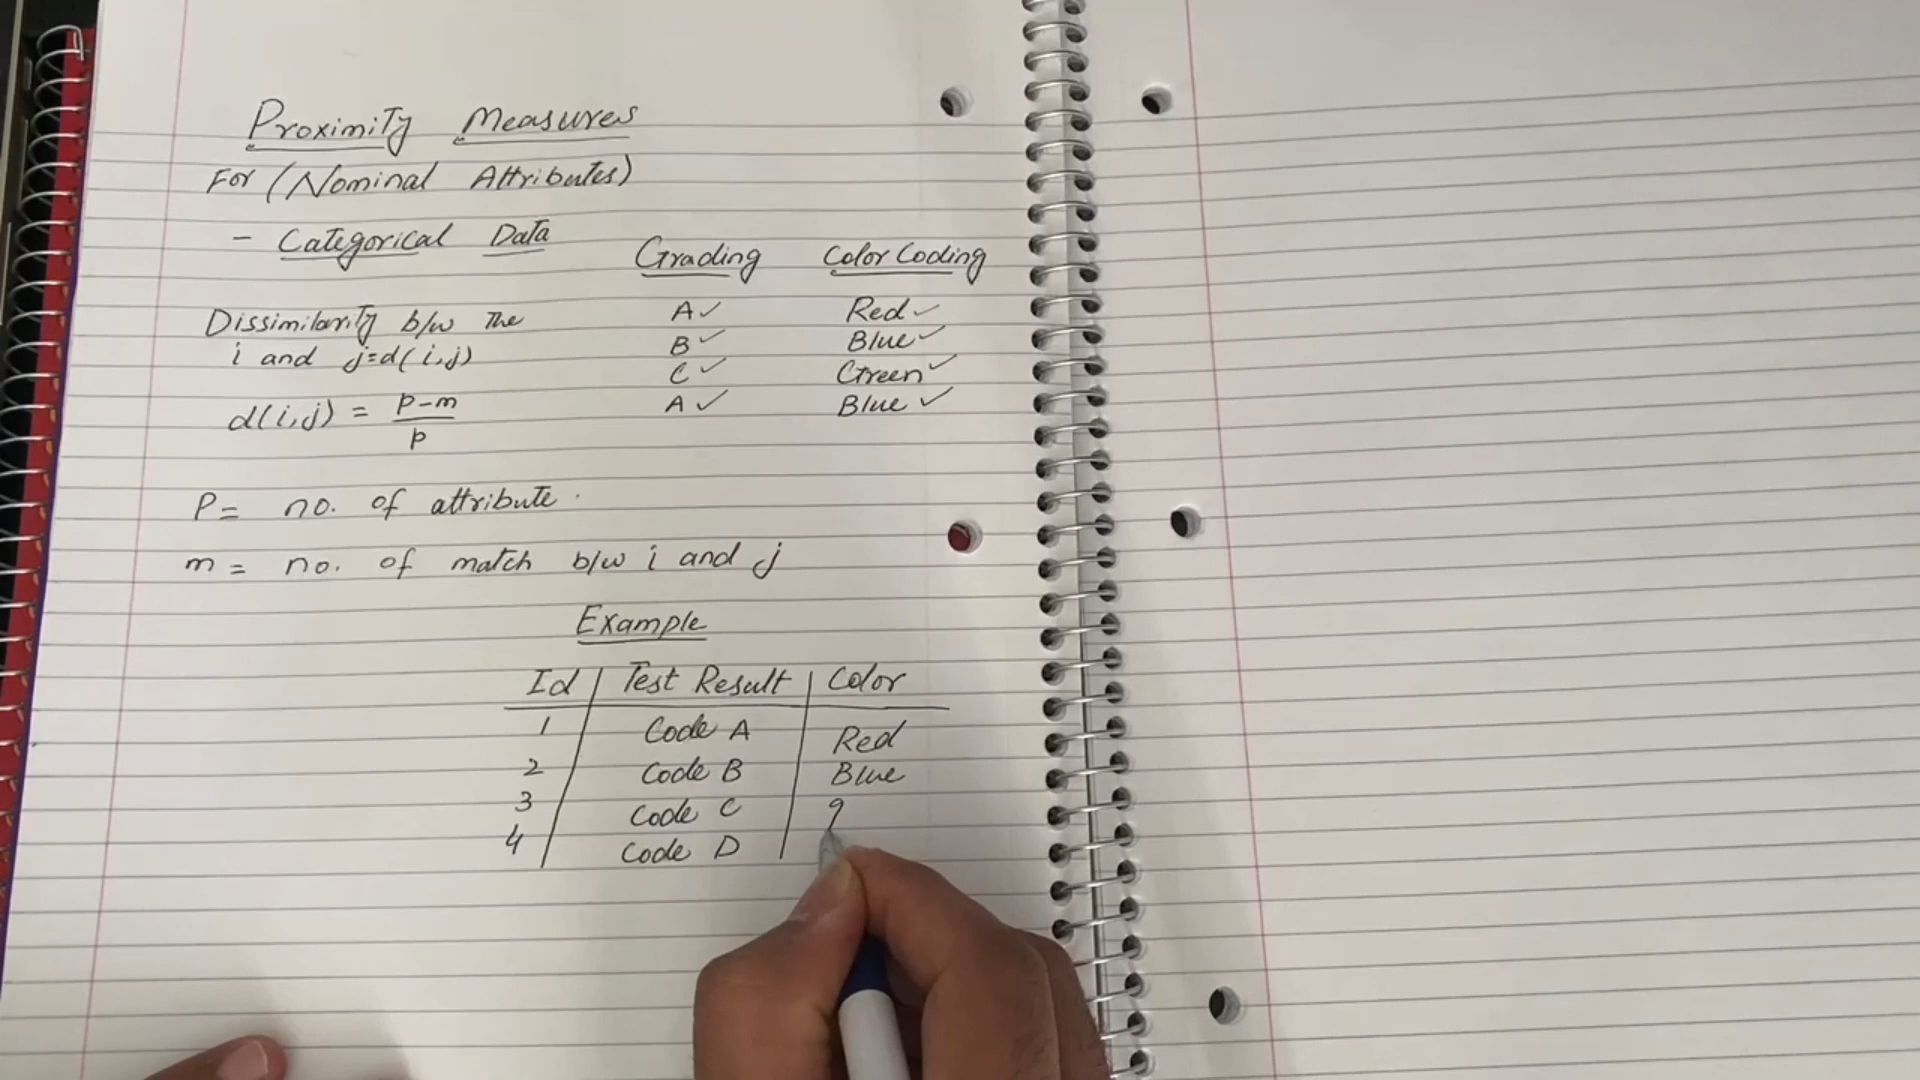 Proximity Measures
For (Nominal Attributes)
- Categorical Data
Grading Color Coding
A✓ Red✓
B✓ Blue✓
C✓ Green✓
A✓ Blue✓
Dissimilarity b/w The
i and j=d(i,j)
d(i,j) = p-m
p
P= no. of attribute.
m= no. of match b/w i and j
Example
Id Test Result Color
1 Code A Red
2 Code B Blue
3 Code C
4 Code D